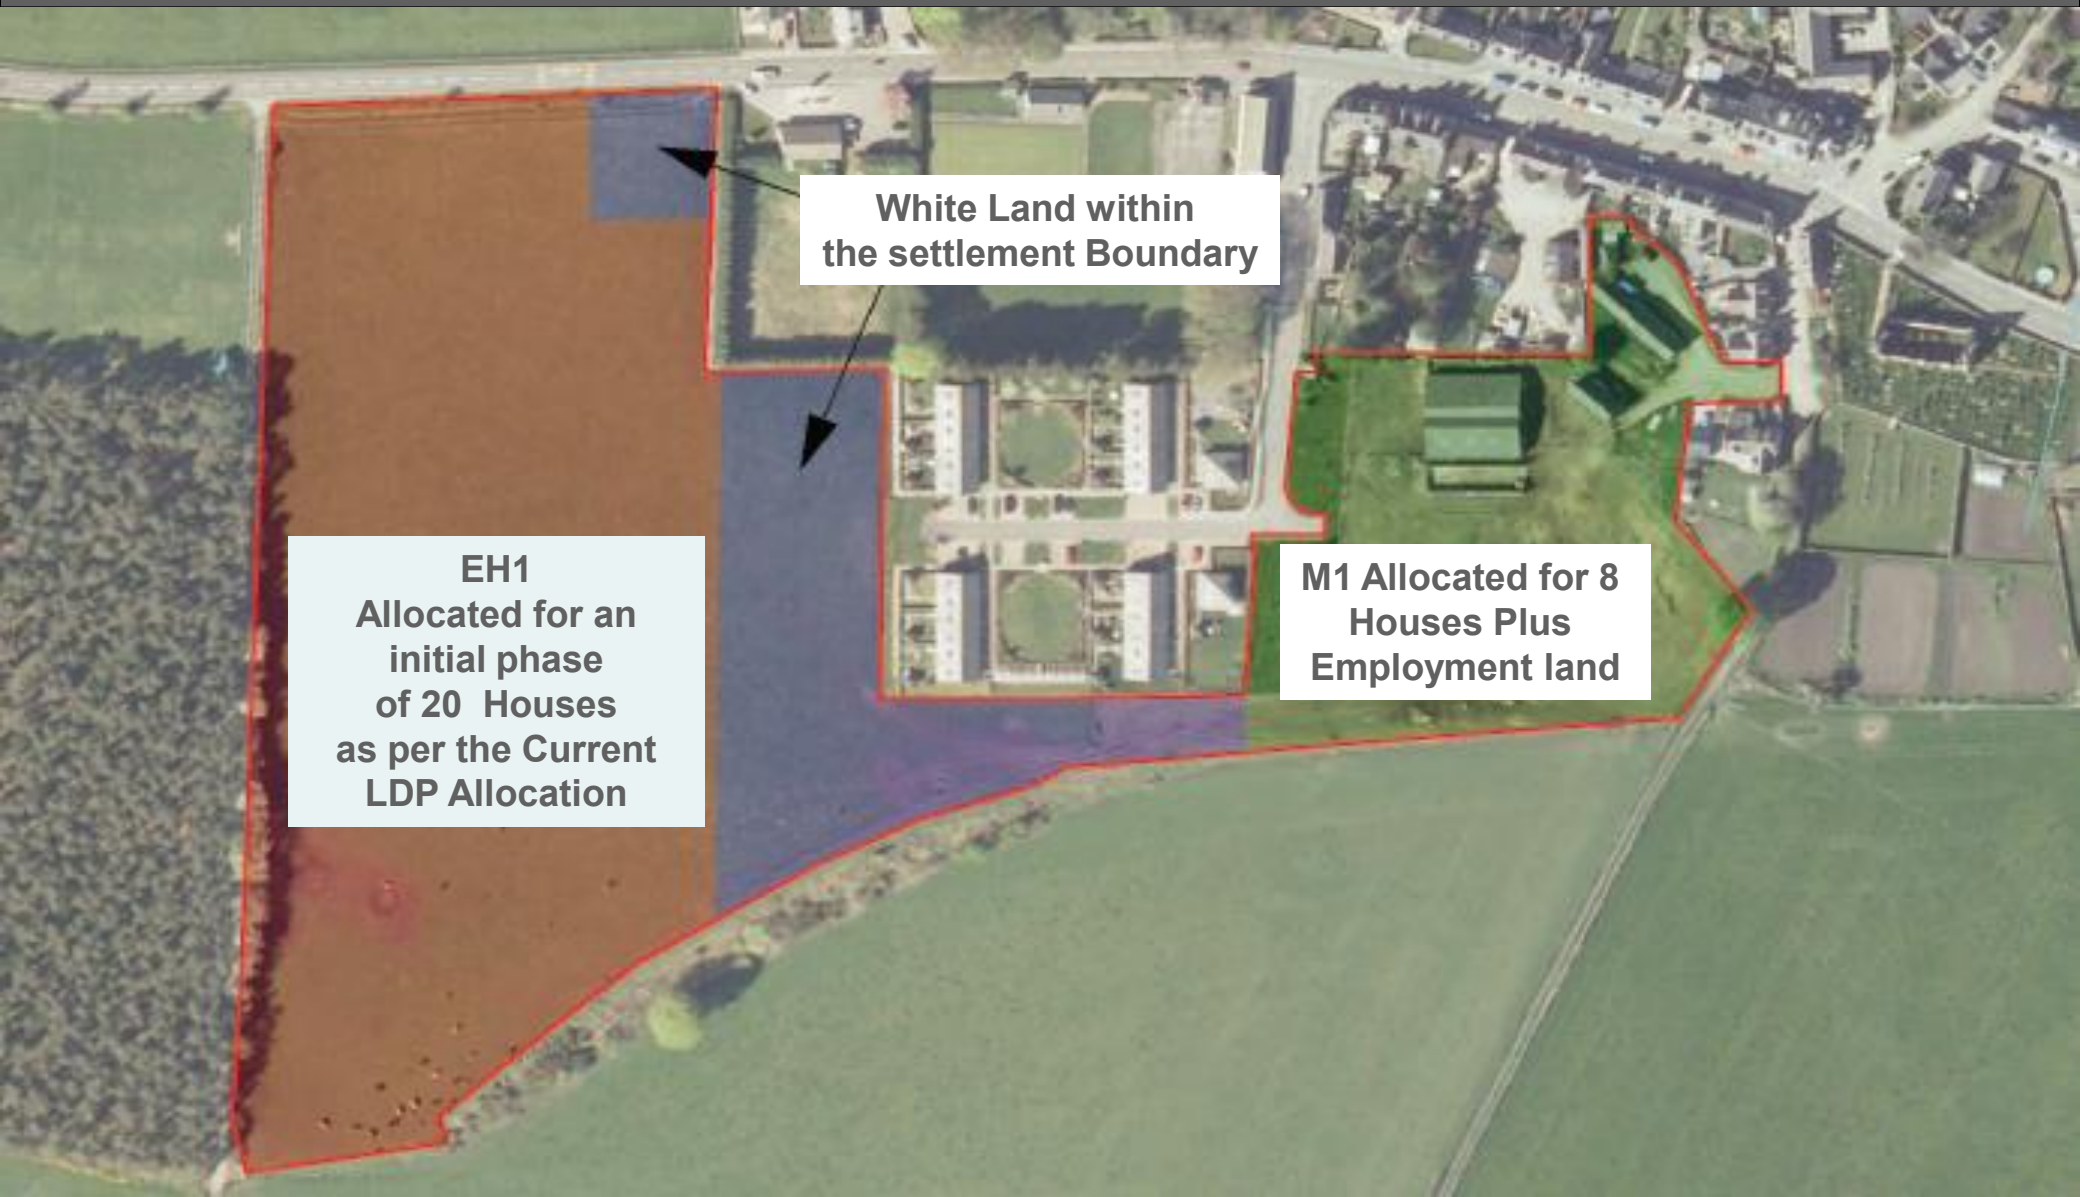 White Land within
the settlement Boundary
EH1
Allocated for an
initial phase
of 20  Houses
as per the Current
LDP Allocation
M1 Allocated for 8
Houses Plus
Employment land